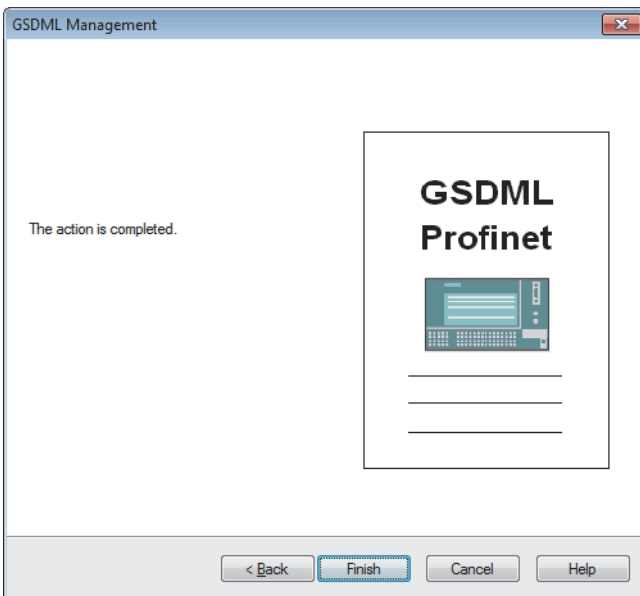 GSDML Management
The action is completed.
GSDML
Profinet
< Back
Finish
Cancel
Help